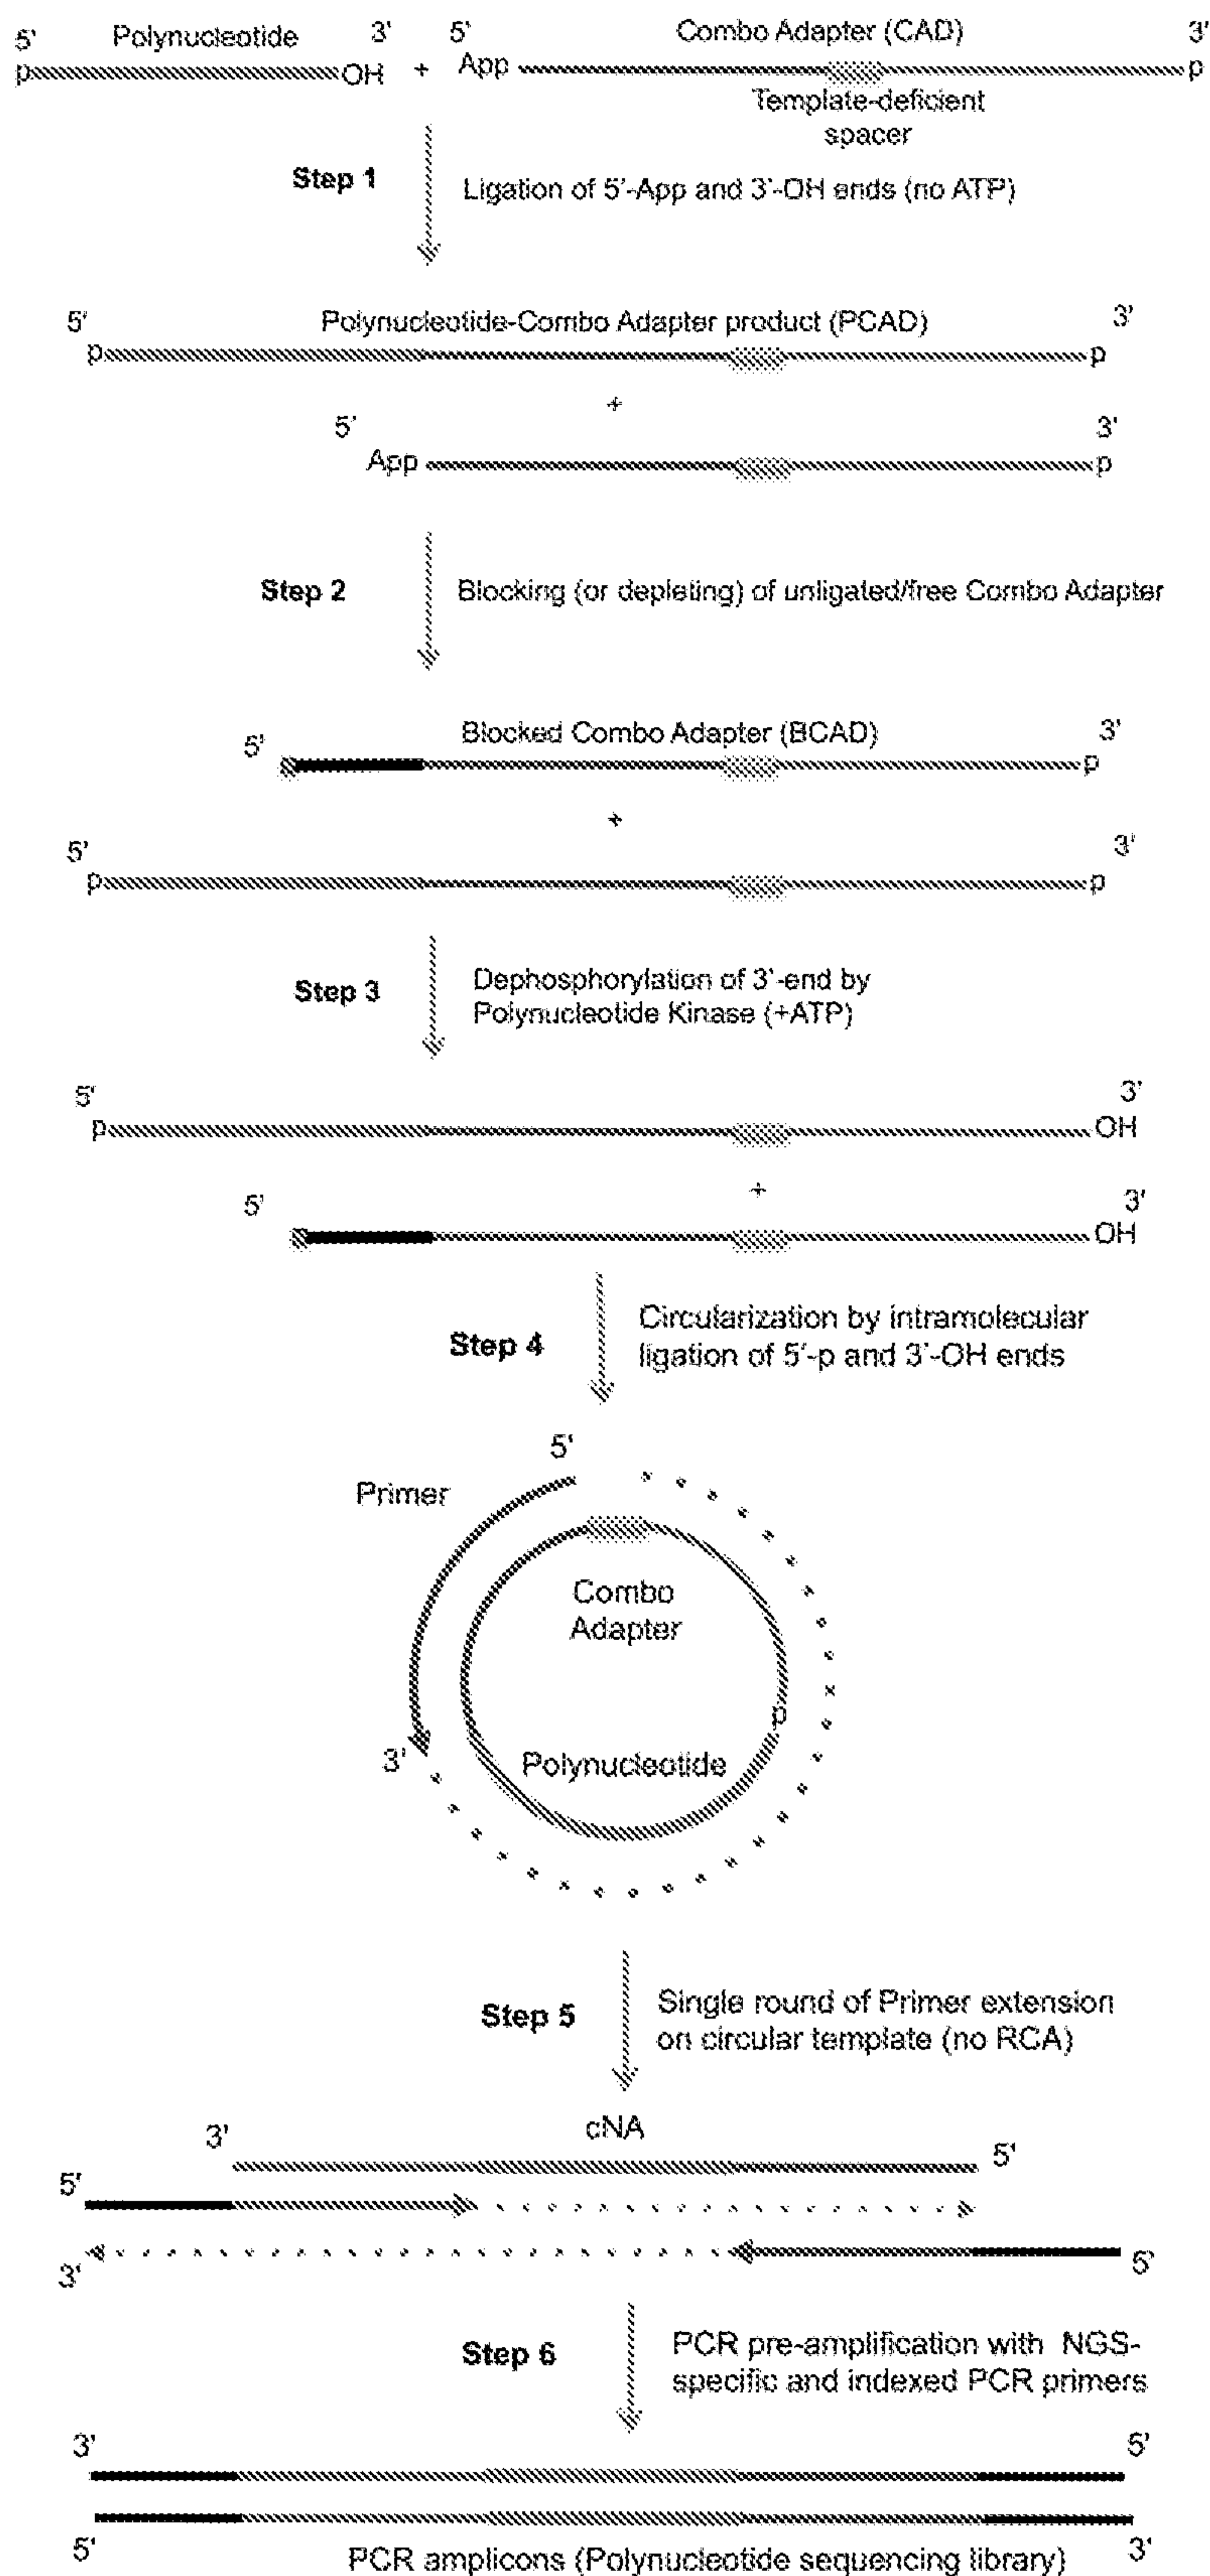 5' Polynucleotide 3' 5' Combo Adapter (CAD) 3'
p OH + App p
Template-deficient
spacer
Step 1 Ligation of 5'-App and 3'-OH ends (no ATP)
5' Polynucleotide-Combo Adapter product (PCAD) 3'
p p
+
5' 3'
App p
Step 2 Blocking (or depleting) of unligated/free Combo Adapter
5' Blocked Combo Adapter (BCAD) 3'
p
+
5' 3'
p p
Step 3 Dephosphorylation of 3'-end by
Polynucleotide Kinase (+ATP)
5' 3'
p OH
+
5' 3'
OH
Step 4 Circularization by intramolecular
ligation of 5'-p and 3'-OH ends
5'
Primer
Combo
Adapter
p
3' Polynucleotide
Step 5 Single round of Primer extension
on circular template (no RCA)
3' cNA 5'
5'
3' 5'
Step 6 PCR pre-amplification with NGS-
specific and indexed PCR primers
3' 5'
5' 3'
PCR amplicons (Polynucleotide sequencing library)